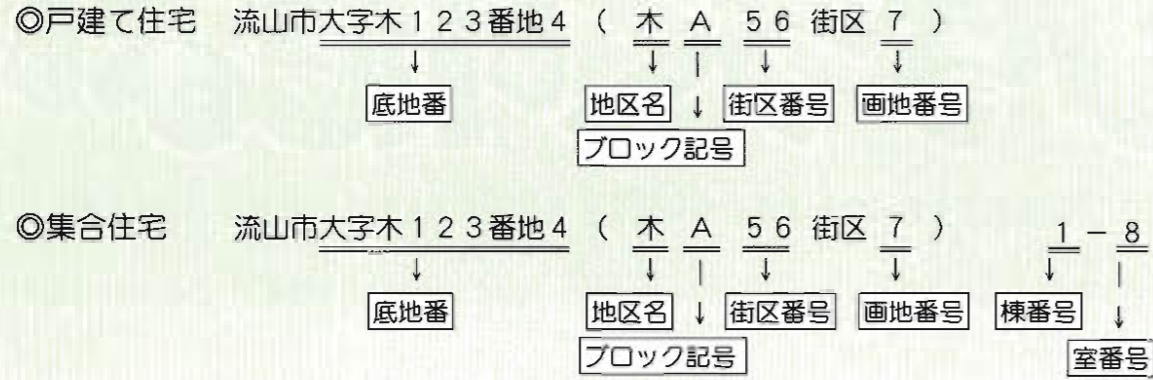 ◎戸建て住宅 流山市大字木123番地4 ( 木 A 56 街区 7 )
↓ ↓ | ↓ ↓
底地番 地区名 ↓ 街区番号 画地番号
ブロック記号
◎集合住宅 流山市大字木123番地4 ( 木 A 56 街区 7 ) 1-8
↓ ↓ | ↓ ↓ ↓ |
底地番 地区名 ↓ 街区番号 画地番号 棟番号 ↓
ブロック記号 室番号